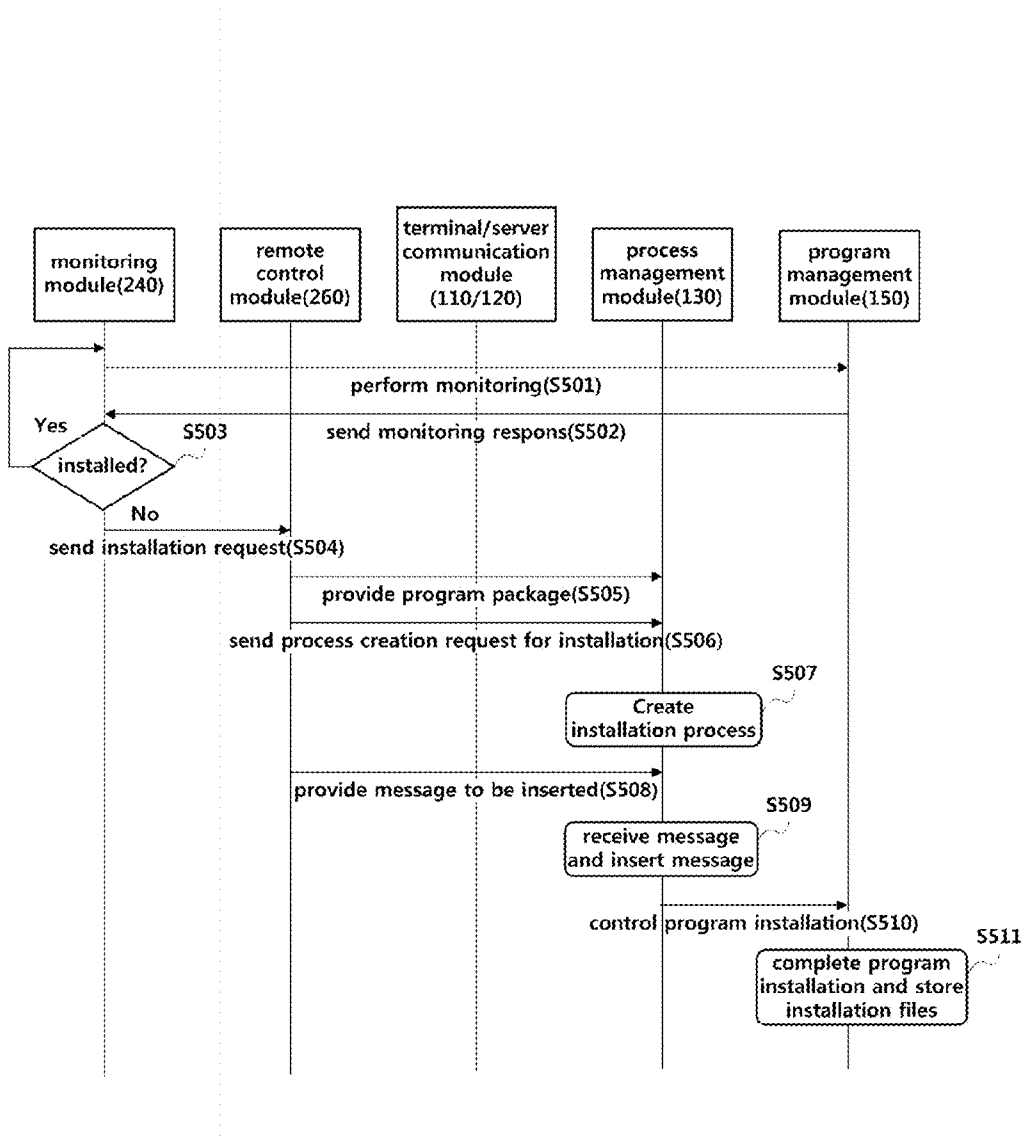 monitoring
module(240)
remote
control
module(260)
terminal/server
communication
module
(110/120)
process
management
module(130)
program
management
module(150)
perform monitoring(S501)
send monitoring respons(S502)
Yes
S503
installed?
No
send installation request(S504)
provide program package(S505)
send process creation request for installation(S506)
S507
Create
installation process
provide message to be inserted(S508)
S509
receive message
and insert message
control program installation(S510)
S511
complete program
installation and store
installation files